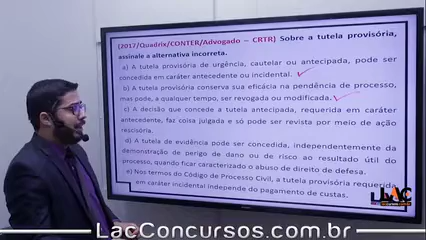 (2017/Quadrix/CONTER/Advogado – CRTR) Sobre a tutela provisória,
assinale a alternativa incorreta.
a) A tutela provisória de urgência, cautelar ou antecipada, pode ser
concedida em caráter antecedente ou incidental.
b) A tutela provisória conserva sua eficácia na pendência de processo,
mas pode, a qualquer tempo, ser revogada ou modificada.
c) A decisão que concede a tutela antecipada, requerida em caráter
antecedente, faz coisa julgada e só pode ser revista por meio de ação
rescisória.
d) A tutela de evidência pode ser concedida, independentemente da
demonstração de perigo de dano ou de risco ao resultado útil do
processo, quando ficar caracterizado o abuso de direito de defesa.
e) Nos termos do Código de Processo Civil, a tutela provisória requerida
em caráter incidental independe do pagamento de custas.
LAC
LacConcursos.com.br